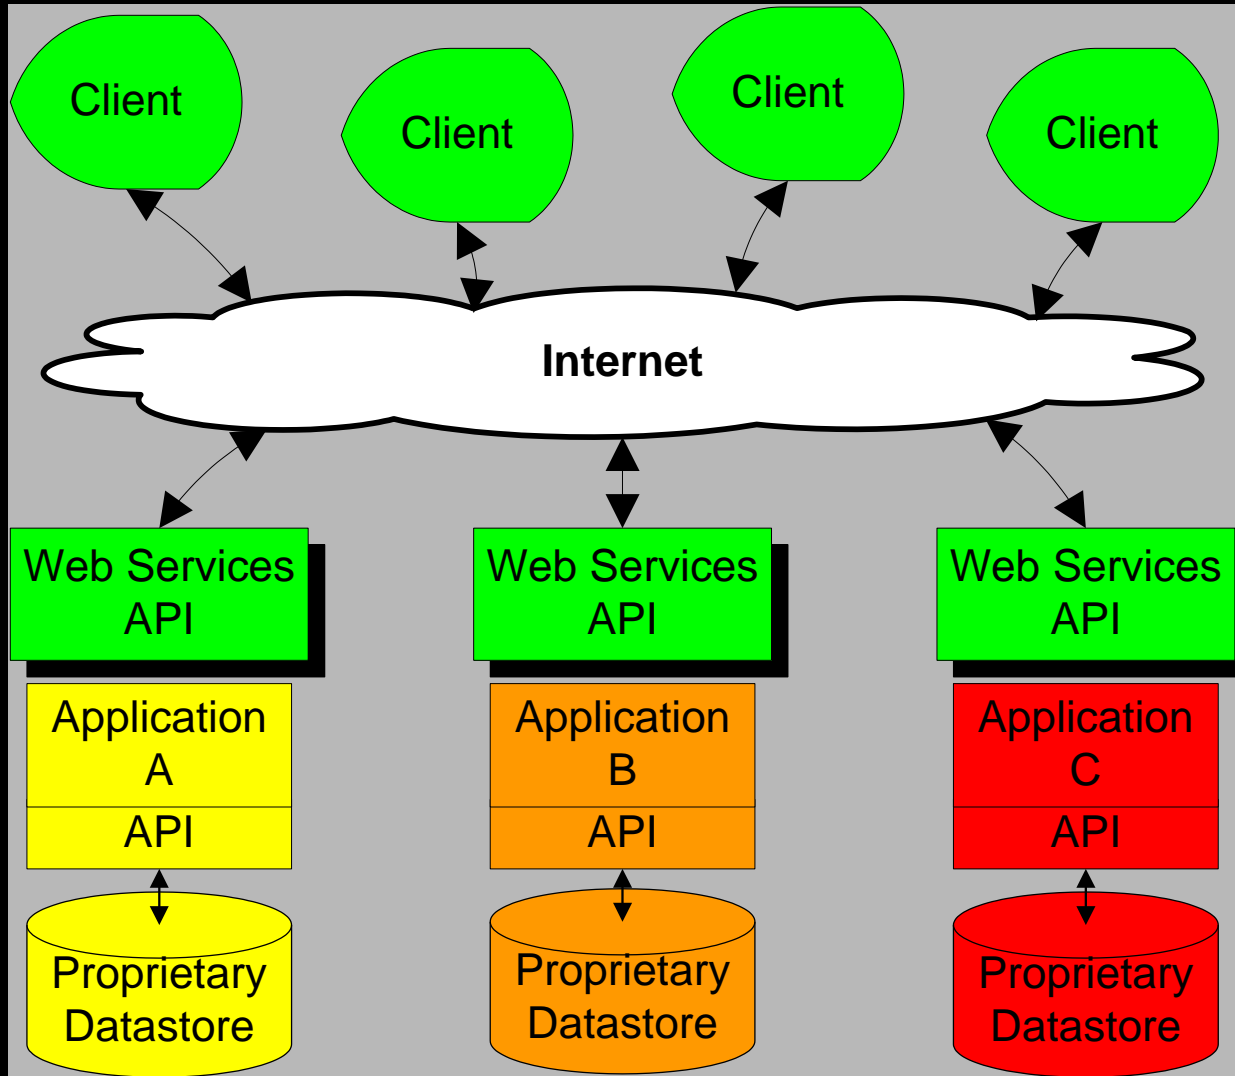 Client
Client
Client
Client
Internet
Web Services
API
Web Services
API
Web Services
API
Application
A
API
Application
B
API
Application
C
API
Proprietary
Datastore
Proprietary
Datastore
Proprietary
Datastore